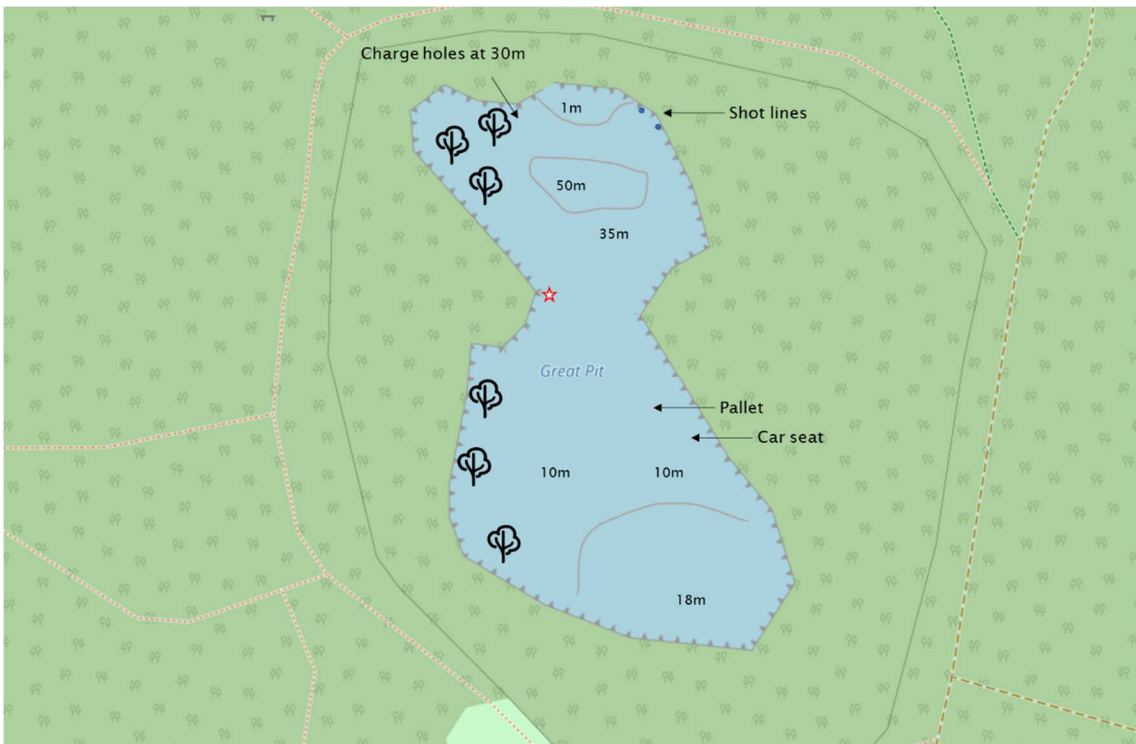 Charge holes at 30m
1m
Shot lines
50m
35m
Great Pit
Pallet
Car seat
10m
10m
18m